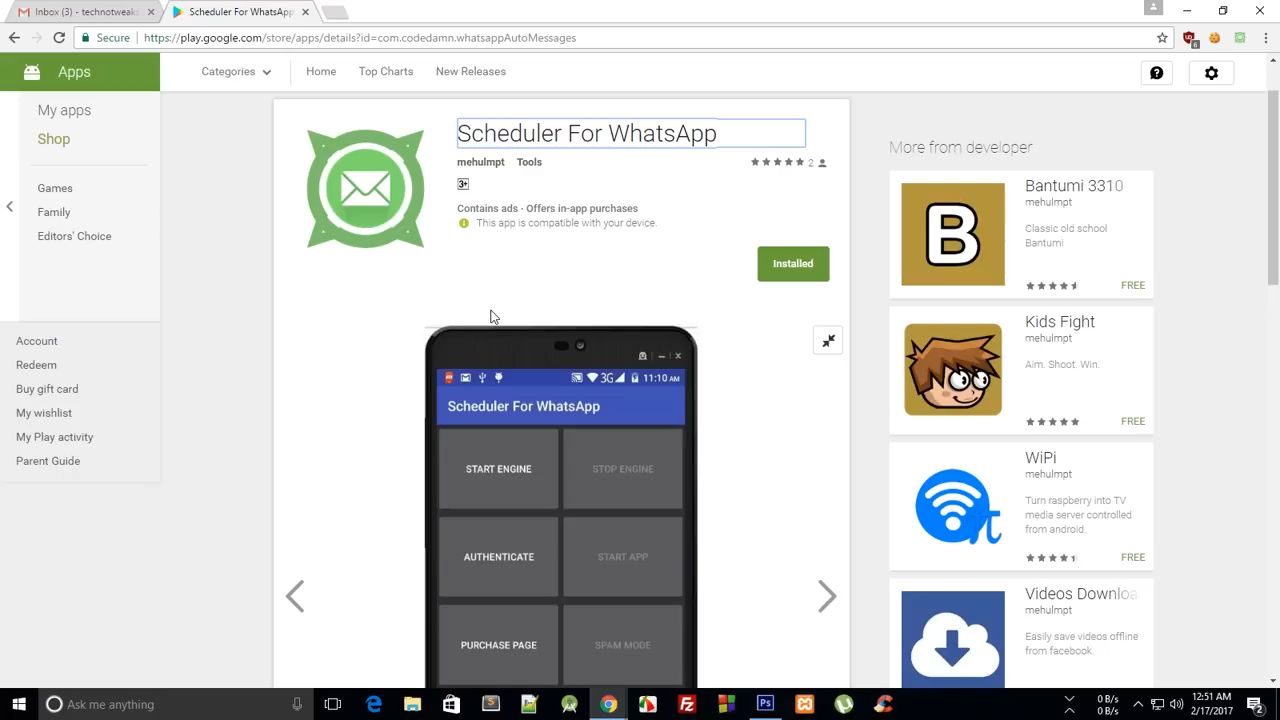 Inbox (3) - technotweaks
Scheduler For WhatsApp
Secure
https://play.google.com/store/apps/details?id=com.codedamn.whatsappAutoMessages
6
Apps
Categories
Home
Top Charts
New Releases
My apps
Shop
Games
Family
Editors' Choice
Account
Redeem
Buy gift card
My wishlist
My Play activity
Parent Guide
Scheduler For WhatsApp
mehulmpt
Tools
2
3+
Contains ads · Offers in-app purchases
This app is compatible with your device.
Installed
3G
11:10 AM
Scheduler For WhatsApp
START ENGINE
STOP ENGINE
AUTHENTICATE
START APP
PURCHASE PAGE
SPAM MODE
More from developer
B
Bantumi 3310
mehulmpt
Classic old school
Bantumi
FREE
Kids Fight
mehulmpt
Aim. Shoot. Win.
FREE
WiPi
mehulmpt
Turn raspberry into TV
media server controlled
from android.
FREE
Videos Downloa
mehulmpt
Easily save videos offline
from facebook.
Ask me anything
0 B/s
0 B/s
12:51 AM
2/17/2017
2